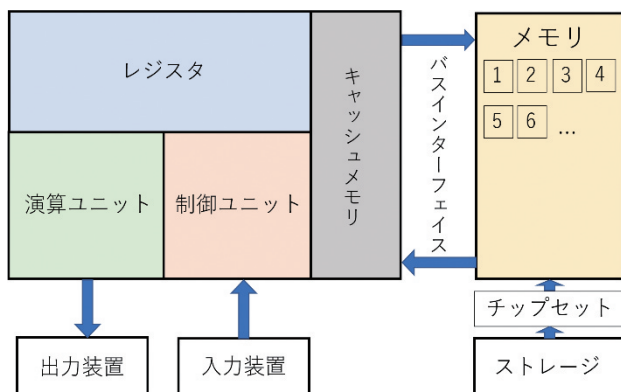 レジスタ
キャッシュメモリ
バスインターフェイス
メモリ
1 2 3 4
5 6 …
演算ユニット
制御ユニット
チップセット
出力装置
入力装置
ストレージ